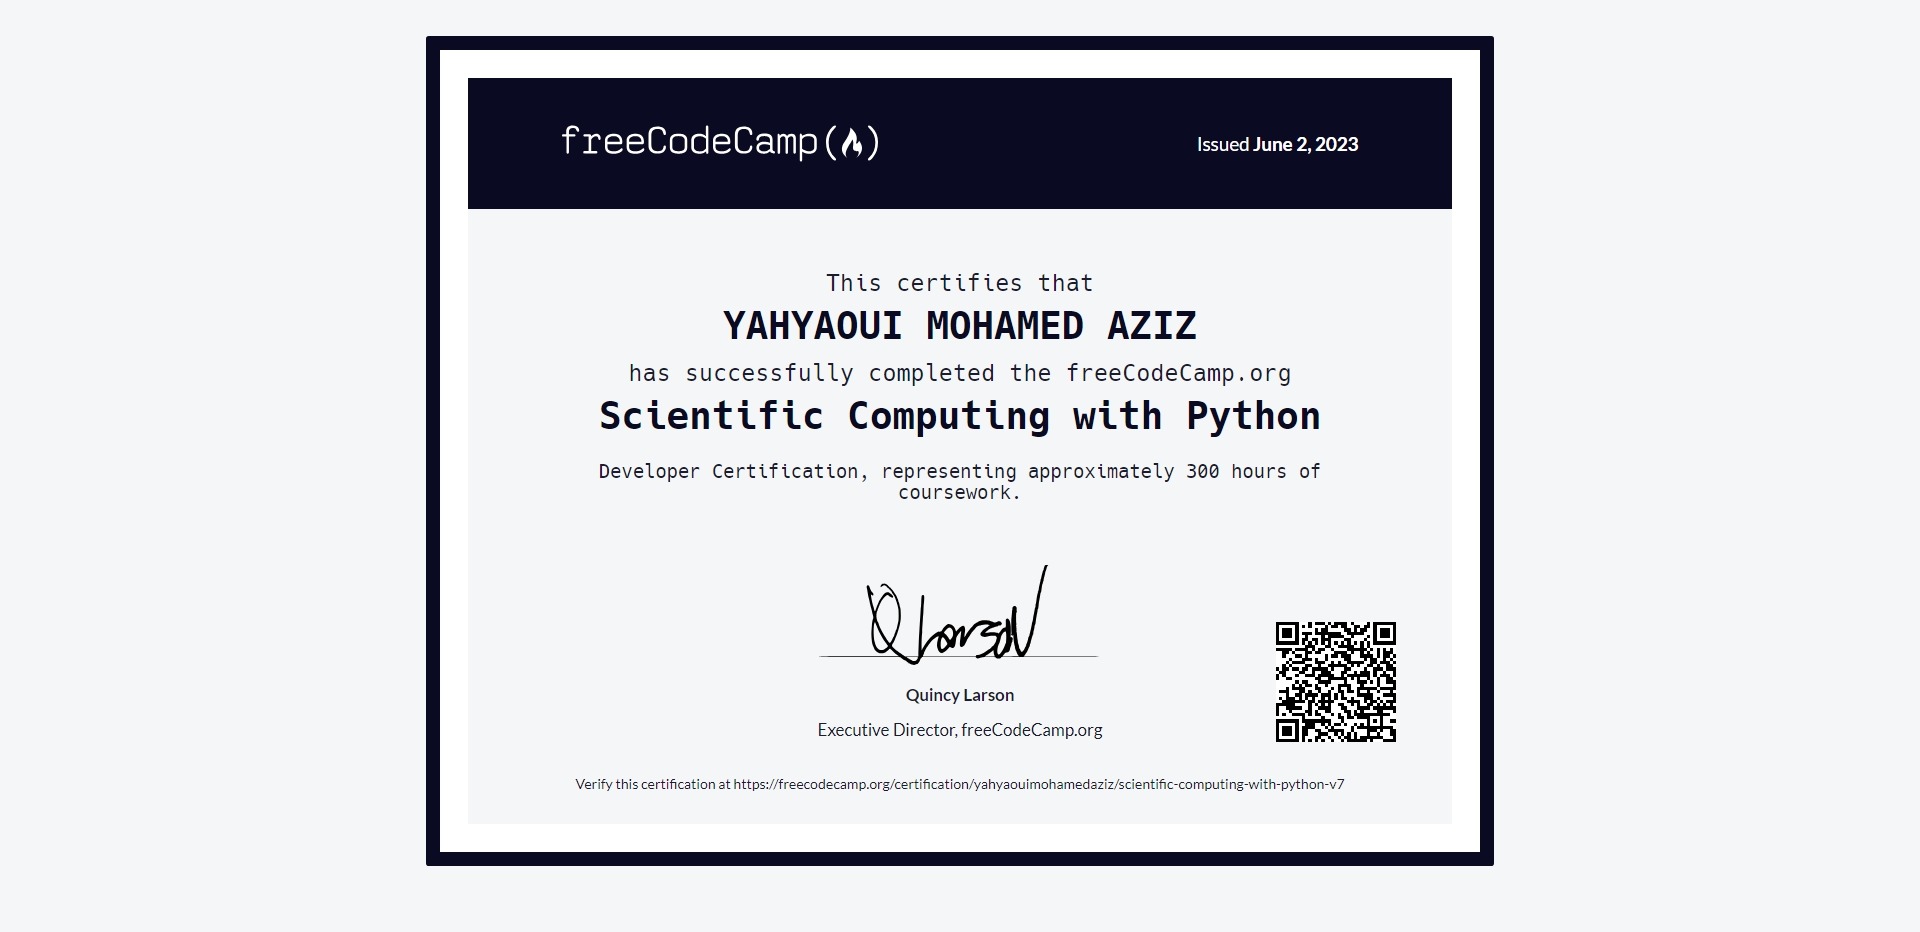 freeCodeCamp
Issued June 2, 2023
This certifies that
YAHYAOUI MOHAMED AZIZ
has successfully completed the freeCodeCamp.org
Scientific Computing with Python
Developer Certification, representing approximately 300 hours of
coursework.
Q Larson
Quincy Larson
Executive Director, freeCodeCamp.org
Verify this certification at https://freecodecamp.org/certification/yahyaouimohamedaziz/scientific-computing-with-python-v7